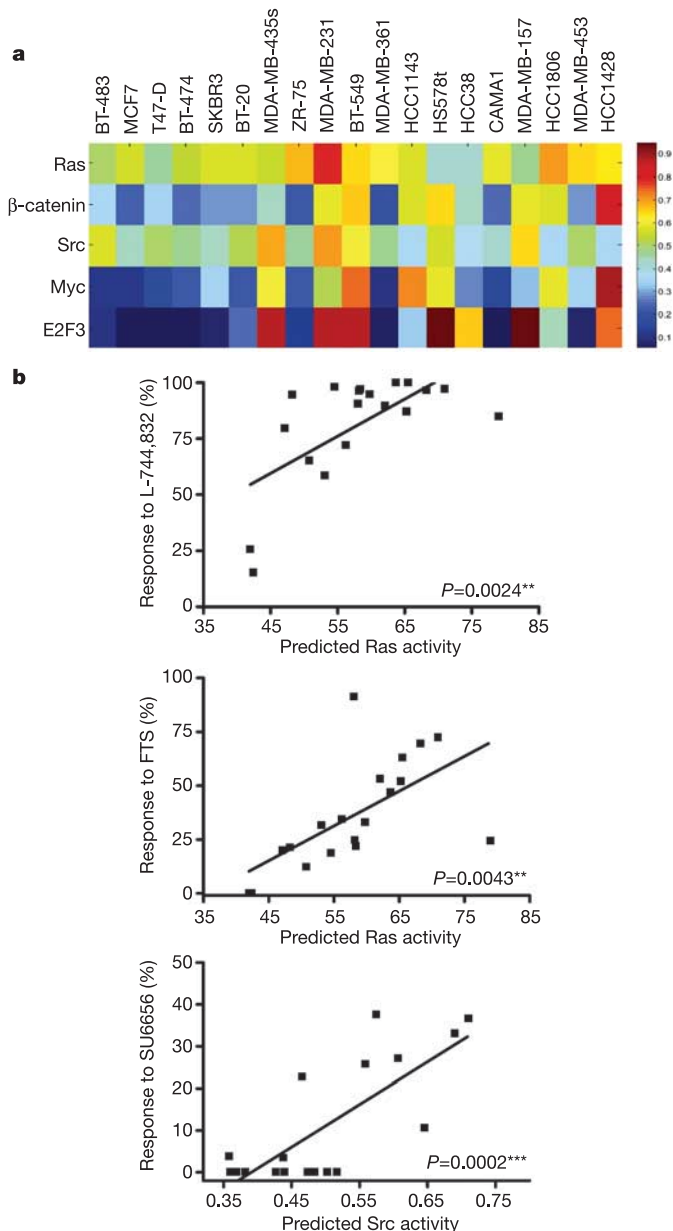 a
BT-483
MCF7
T47-D
BT-474
SKBR3
BT-20
MDA-MB-435s
ZR-75
MDA-MB-231
BT-549
MDA-MB-361
HCC1143
HS578t
HCC38
CAMA1
MDA-MB-157
HCC1806
MDA-MB-453
HCC1428
Ras
β-catenin
Src
Myc
E2F3
0.9
0.8
0.7
0.6
0.5
0.4
0.3
0.2
0.1
b
Response to L-744,832 (%)
100
75
50
25
0
P=0.0024**
35 45 55 65 75 85
Predicted Ras activity
Response to FTS (%)
100
75
50
25
0
P=0.0043**
35 45 55 65 75 85
Predicted Ras activity
Response to SU6656 (%)
50
40
30
20
10
0
P=0.0002***
0.35 0.45 0.55 0.65 0.75
Predicted Src activity